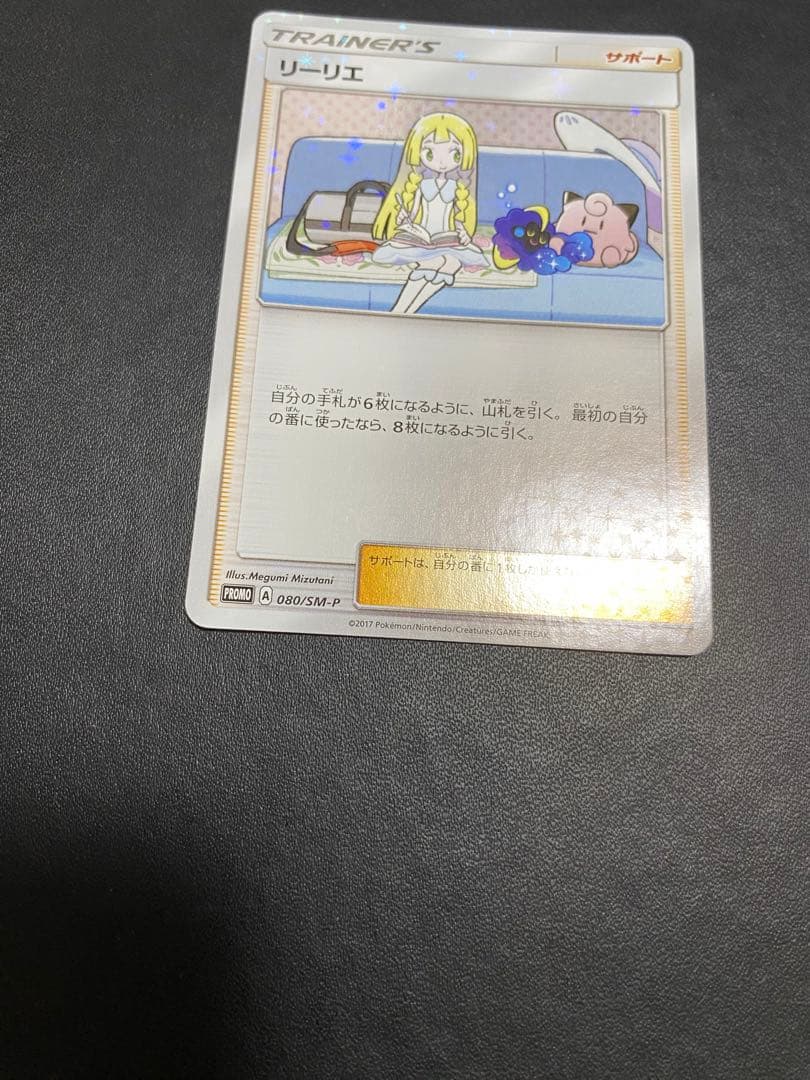 TRAINER'S
サポート
リーリエ
自分の手札が6枚になるように、山札を引く。 最初の自分
の番に使ったなら、8枚になるように引く。
サポートは、自分の番に1枚しか使えない
Illus.Megumi Mizutani
PROMO A 080/SM-P
©2017 Pokémon/Nintendo/Creatures/GAME FREAK